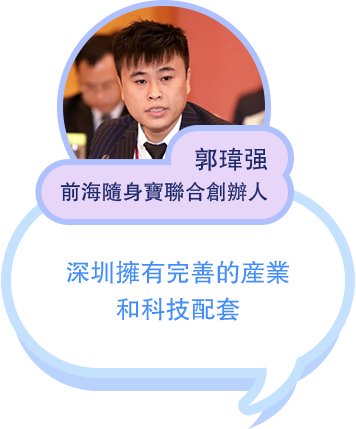 郭瑋强
前海隨身寶聯合創辦人
深圳擁有完善的産業
和科技配套